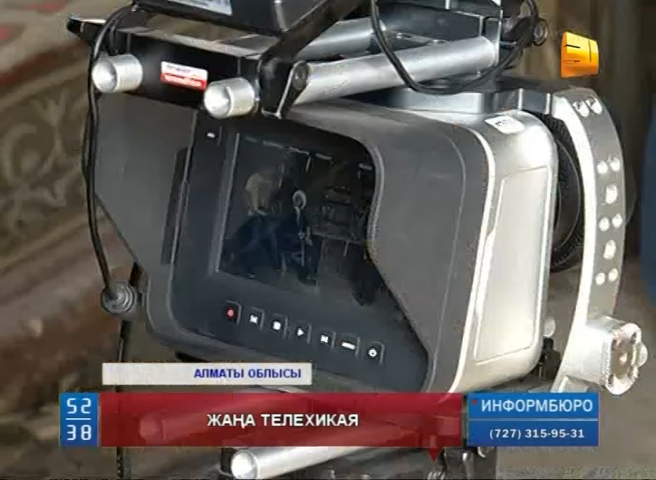 АЛМАТЫ ОБЛЫСЫ
52
38
ЖАҢА ТЕЛЕХИКАЯ
ИНФОРМБЮРО
(727) 315-95-31